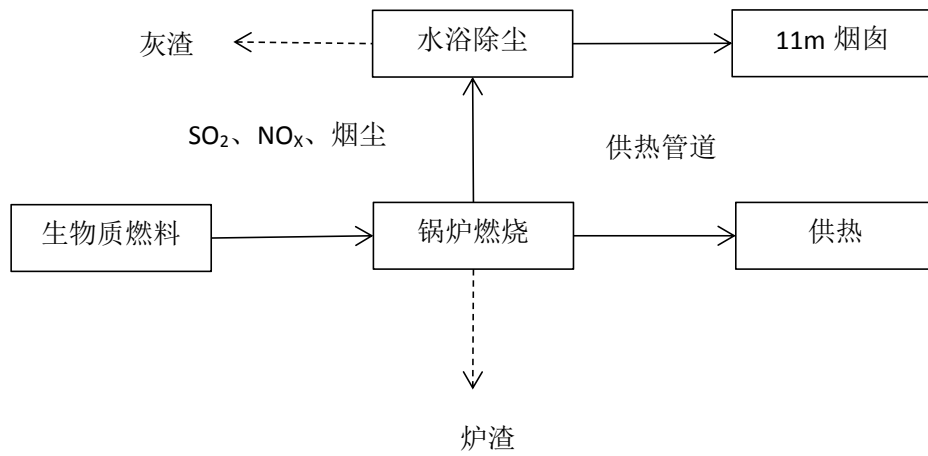 灰渣
水浴除尘
11m 烟囱
SO₂、NOₓ、烟尘
供热管道
生物质燃料
锅炉燃烧
供热
炉渣